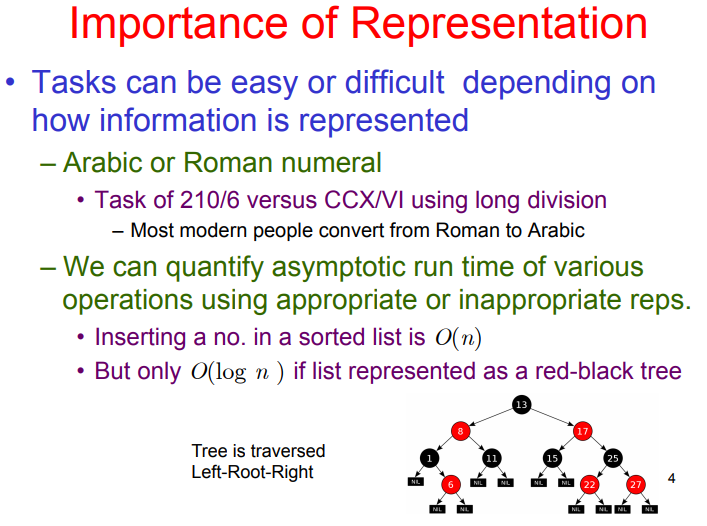 Importance of Representation
• Tasks can be easy or difficult depending on
how information is represented
– Arabic or Roman numeral
• Task of 210/6 versus CCX/VI using long division
– Most modern people convert from Roman to Arabic
– We can quantify asymptotic run time of various
operations using appropriate or inappropriate reps.
• Inserting a no. in a sorted list is O(n)
• But only O(log n ) if list represented as a red-black tree
13
8 17
Tree is traversed
Left-Root-Right
1 11 15 25
NIL 6 NIL NIL NIL NIL 22 27
4
NIL NIL NIL NIL NIL NIL